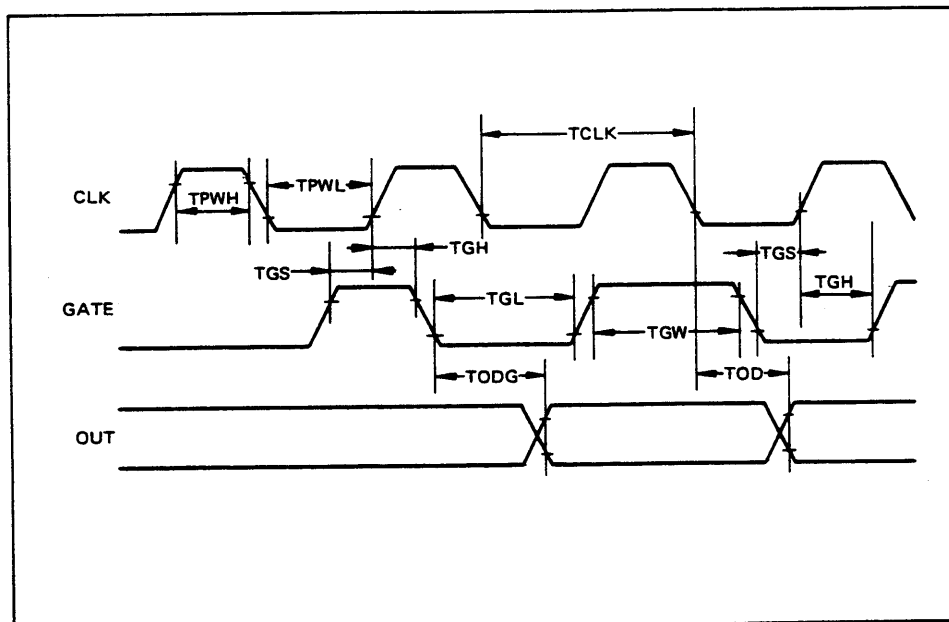 TCLK
CLK
TPWH
TPWL
TGH
TGS
TGS
TGH
GATE
TGL
TGW
TODG
TOD
OUT